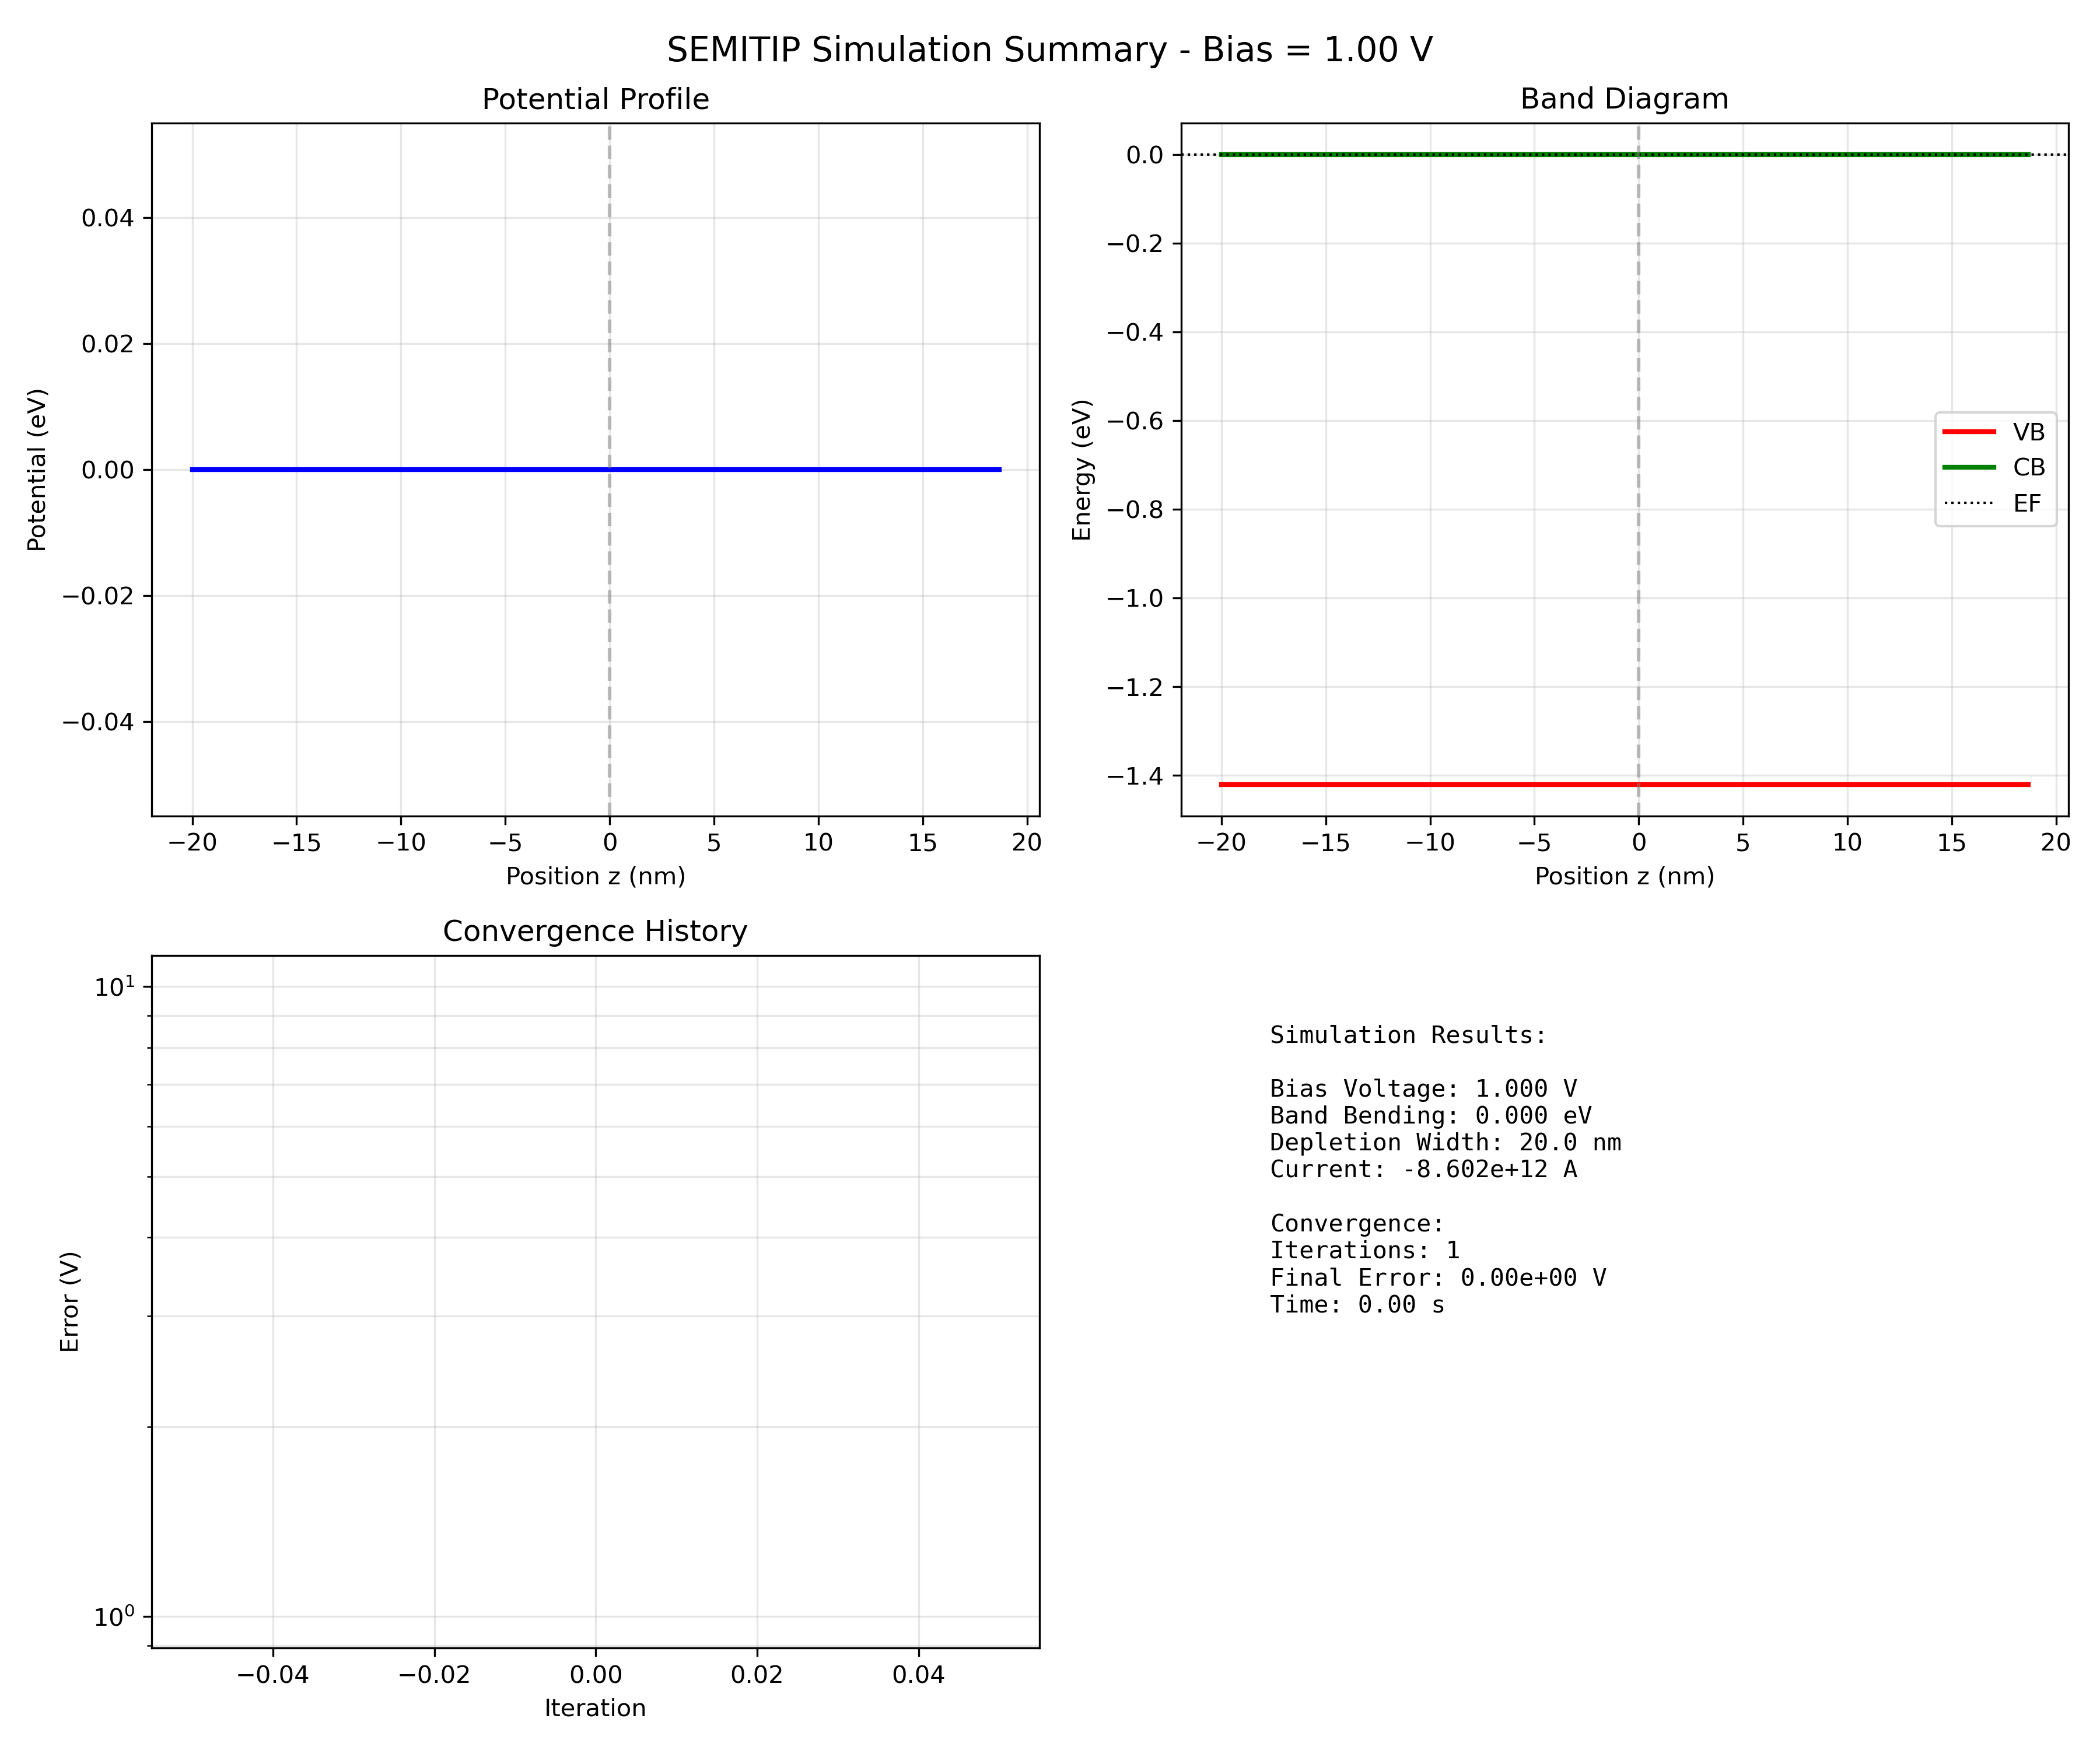 SEMITIP Simulation Summary - Bias = 1.00 V
Potential Profile
0.04
0.02
0.00
−0.02
−0.04
Potential (eV)
−20 −15 −10 −5 0 5 10 15 20
Position z (nm)
Band Diagram
0.0
−0.2
−0.4
−0.6
−0.8
−1.0
−1.2
−1.4
Energy (eV)
VB
CB
EF
−20 −15 −10 −5 0 5 10 15 20
Position z (nm)
Convergence History
10¹
10⁰
Error (V)
−0.04 −0.02 0.00 0.02 0.04
Iteration
Simulation Results:
Bias Voltage: 1.000 V
Band Bending: 0.000 eV
Depletion Width: 20.0 nm
Current: -8.602e+12 A
Convergence:
Iterations: 1
Final Error: 0.00e+00 V
Time: 0.00 s